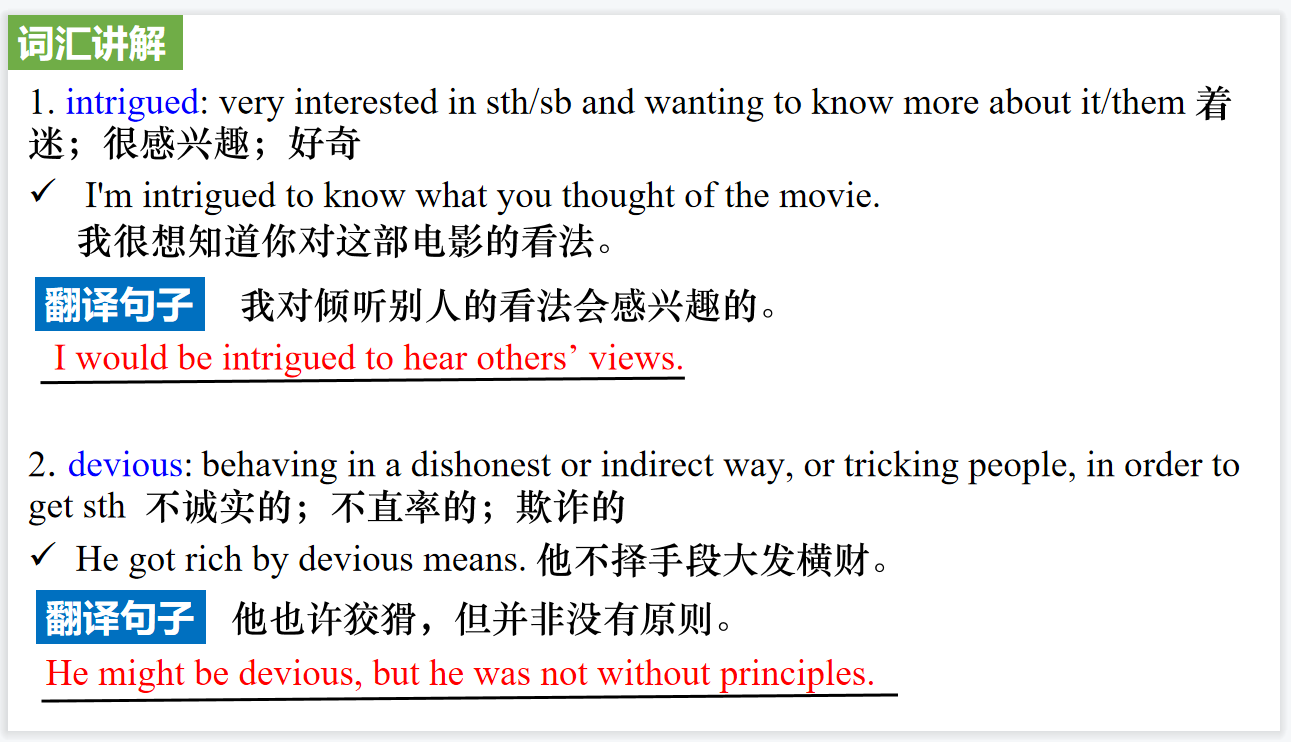 词汇讲解
1. intrigued: very interested in sth/sb and wanting to know more about it/them 着
迷；很感兴趣；好奇
✓ I'm intrigued to know what you thought of the movie.
我很想知道你对这部电影的看法。
翻译句子 我对倾听别人的看法会感兴趣的。
I would be intrigued to hear others’ views.
2. devious: behaving in a dishonest or indirect way, or tricking people, in order to
get sth 不诚实的；不直率的；欺诈的
✓ He got rich by devious means. 他不择手段大发横财。
翻译句子 他也许狡猾，但并非没有原则。
He might be devious, but he was not without principles.